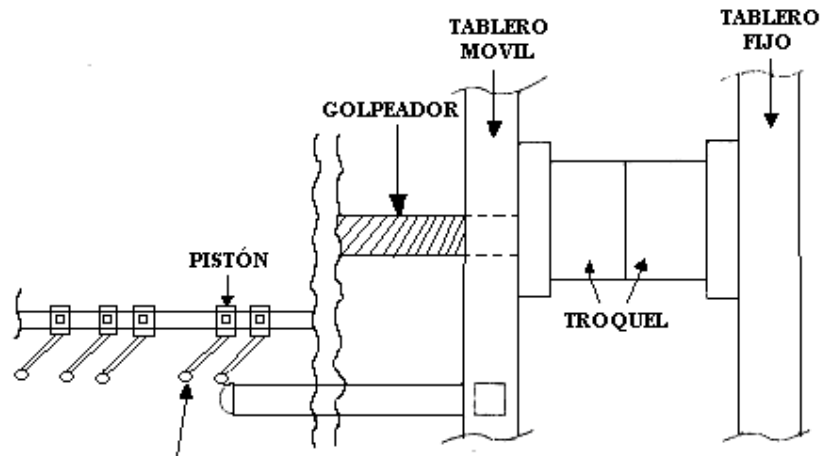 TABLERO
MOVIL
TABLERO
FIJO
GOLPEADOR
PISTÓN
TROQUEL